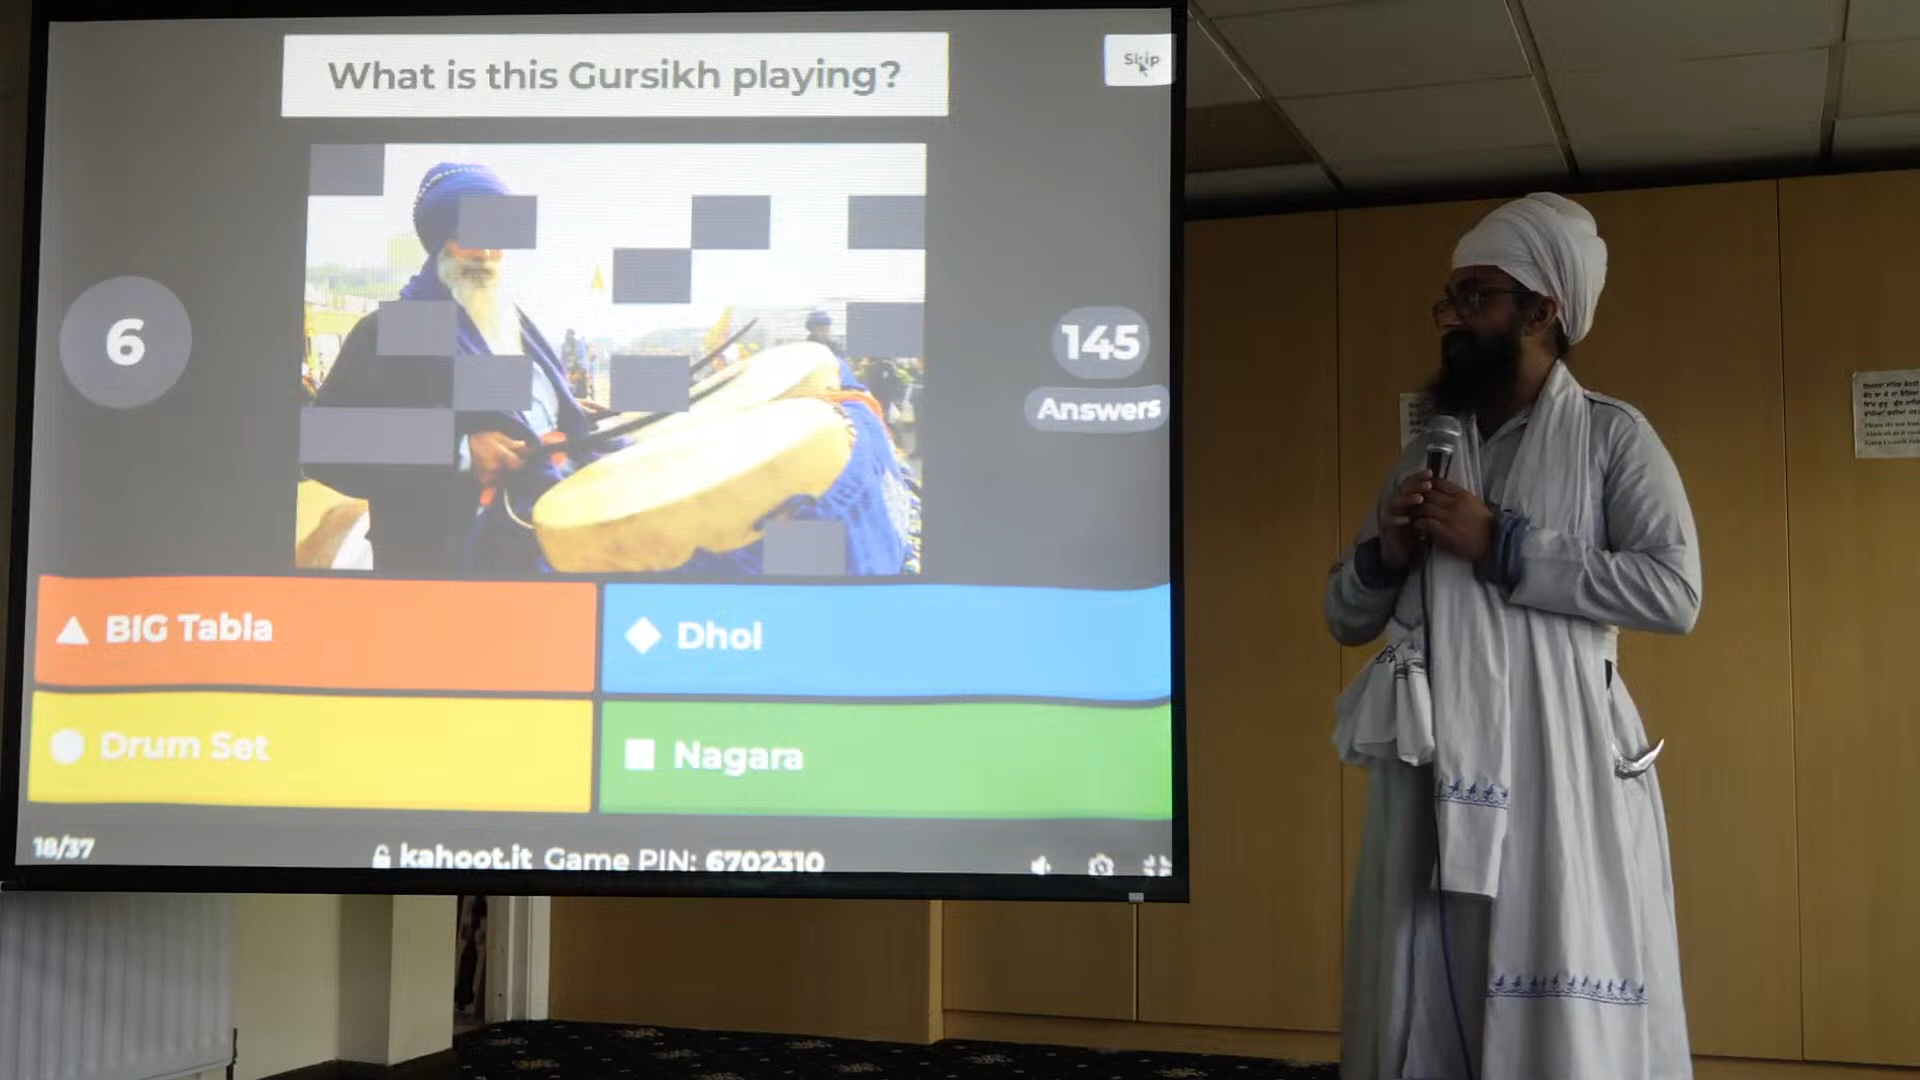 What is this Gursikh playing?
Skip
6
145
Answers
BIG Tabla
Dhol
Drum Set
Nagara
18/37
kahoot.it Game PIN: 6702310